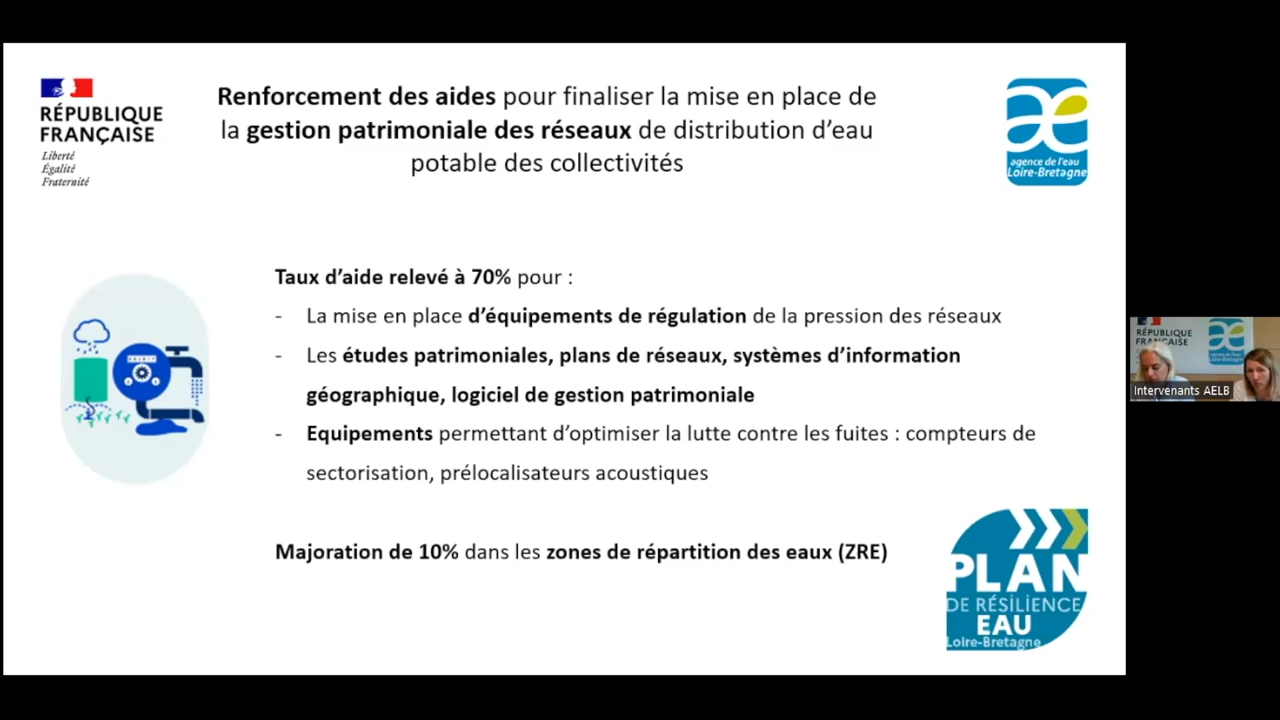 RÉPUBLIQUE
FRANÇAISE
Liberté
Égalité
Fraternité
Renforcement des aides pour finaliser la mise en place de
la gestion patrimoniale des réseaux de distribution d’eau
potable des collectivités
ae
agence de l'eau
Loire-Bretagne
Taux d’aide relevé à 70% pour :
- La mise en place d’équipements de régulation de la pression des réseaux
- Les études patrimoniales, plans de réseaux, systèmes d’information
géographique, logiciel de gestion patrimoniale
- Equipements permettant d’optimiser la lutte contre les fuites : compteurs de
sectorisation, prélocalisateurs acoustiques
Majoration de 10% dans les zones de répartition des eaux (ZRE)
PLAN
DE RÉSILIENCE
EAU
Loire-Bretagne
RÉPUBLIQUE
FRANÇAISE
Intervenants AELB